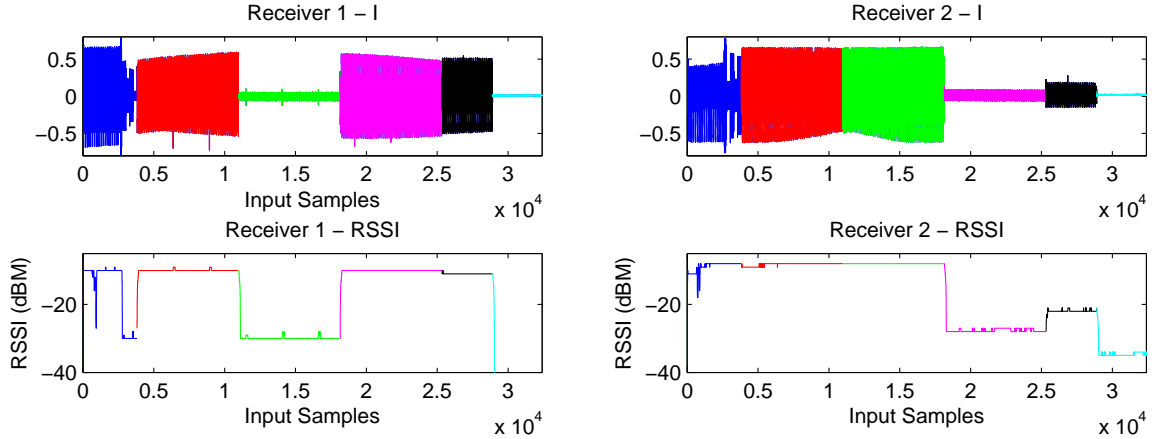 Receiver 1 − I
0.5
0
−0.5
0 0.5 1 1.5 2 2.5 3
Input Samples
x 10^4
Receiver 2 − I
0.5
0
−0.5
0 0.5 1 1.5 2 2.5 3
Input Samples
x 10^4
Receiver 1 − RSSI
RSSI (dBM)
−20
−40
0 0.5 1 1.5 2 2.5 3
Input Samples
x 10^4
Receiver 2 − RSSI
RSSI (dBM)
−20
−40
0 0.5 1 1.5 2 2.5 3
Input Samples
x 10^4